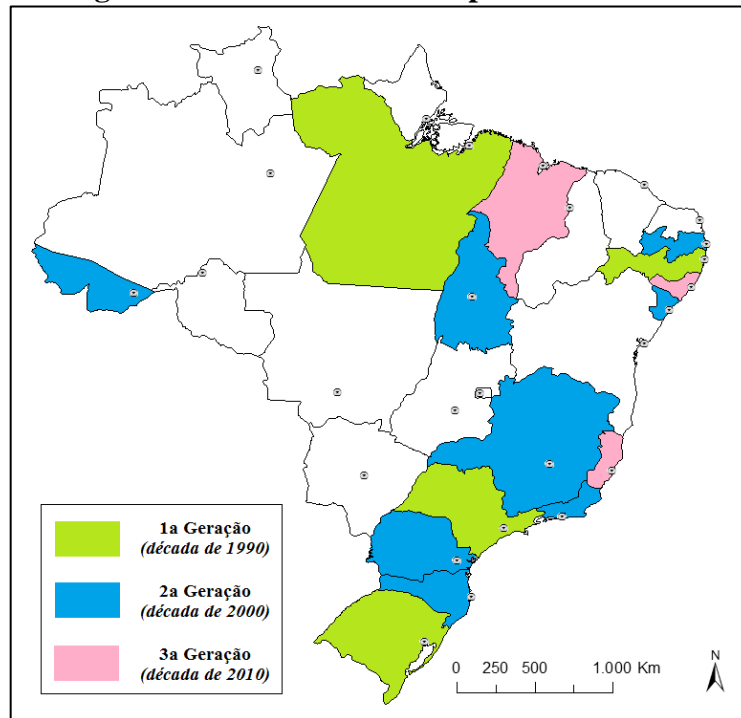 1a Geração
(década de 1990)
2a Geração
(década de 2000)
3a Geração
(década de 2010)
0 250 500 1.000 Km
N